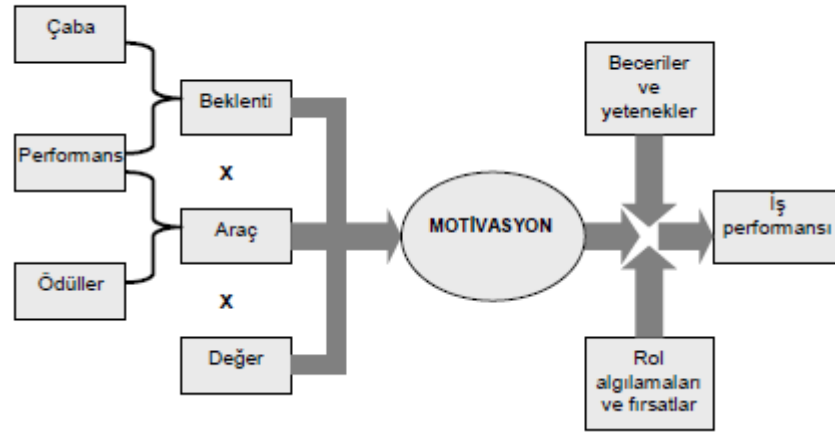 Çaba
Performans
Ödüller
Beklenti
X
Araç
X
Değer
MOTİVASYON
Beceriler
ve
yetenekler
Rol
algılamaları
ve fırsatlar
İş
performansı